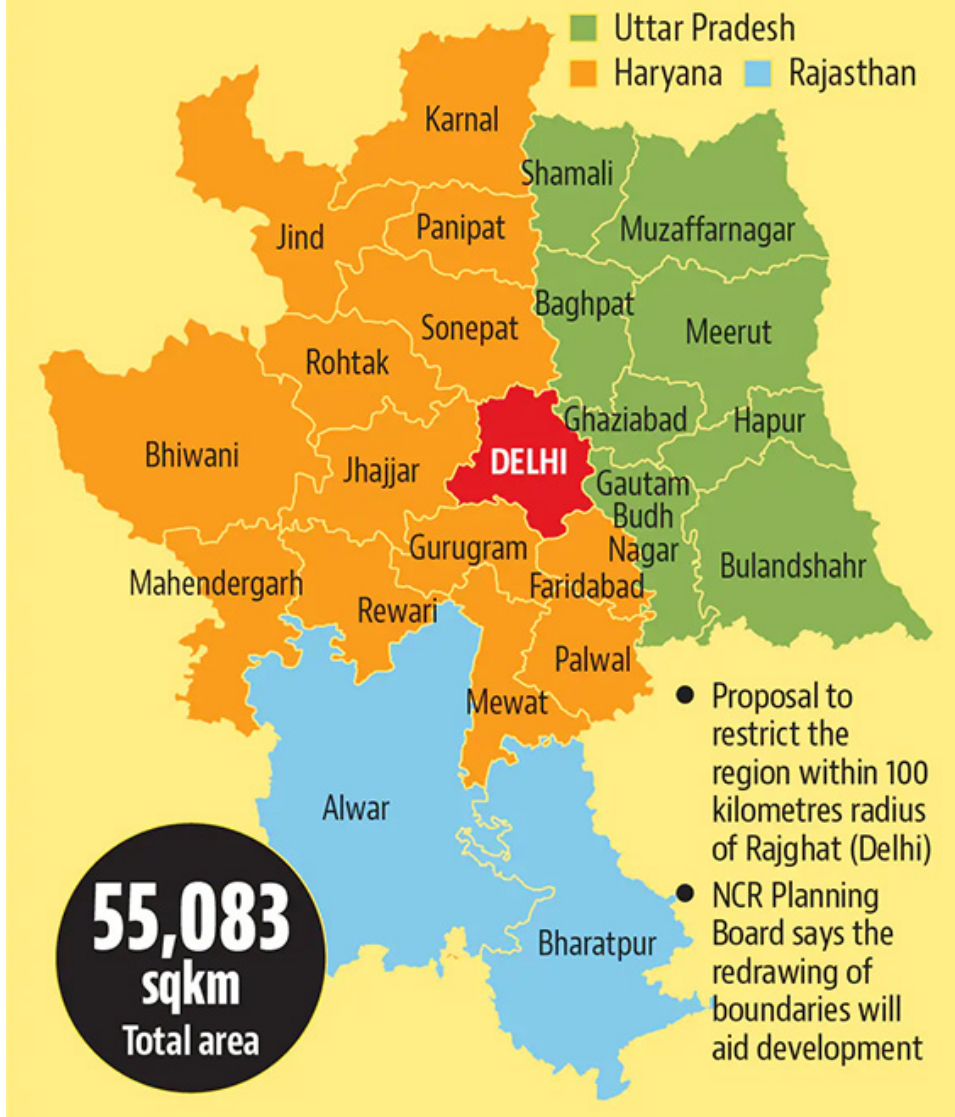 Uttar Pradesh
Haryana
Rajasthan
Karnal
Shamali
Jind
Panipat
Muzaffarnagar
Baghpat
Sonepat
Meerut
Rohtak
Ghaziabad
Hapur
Bhiwani
Jhajjar
DELHI
Gautam
Budh
Nagar
Gurugram
Bulandshahr
Mahendergarh
Faridabad
Rewari
Palwal
Mewat
Alwar
Bharatpur
● Proposal to
restrict the
region within 100
kilometres radius
of Rajghat (Delhi)
● NCR Planning
Board says the
redrawing of
boundaries will
aid development
55,083
sqkm
Total area